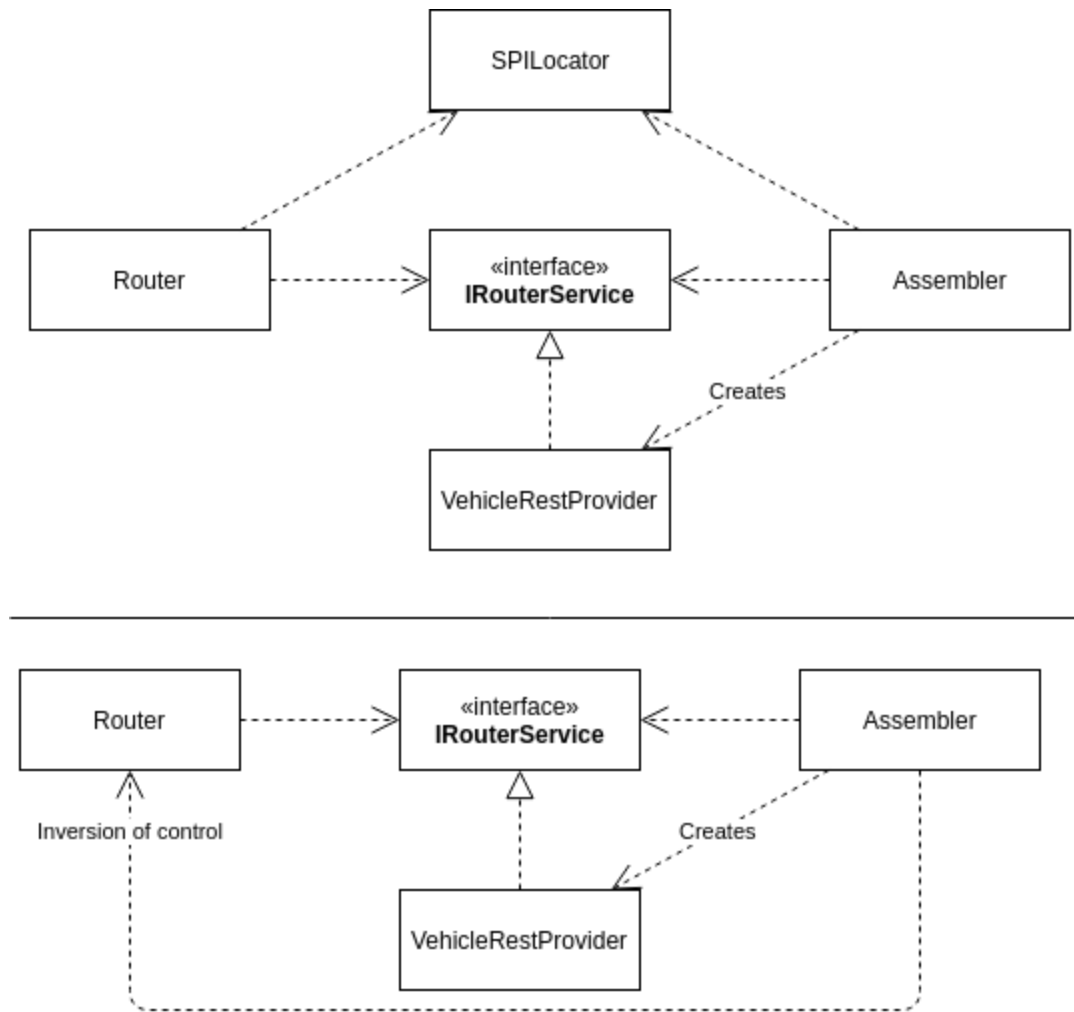 SPILocator
Router
«interface»
IRouterService
Assembler
Creates
VehicleRestProvider
Router
«interface»
IRouterService
Assembler
Inversion of control
Creates
VehicleRestProvider